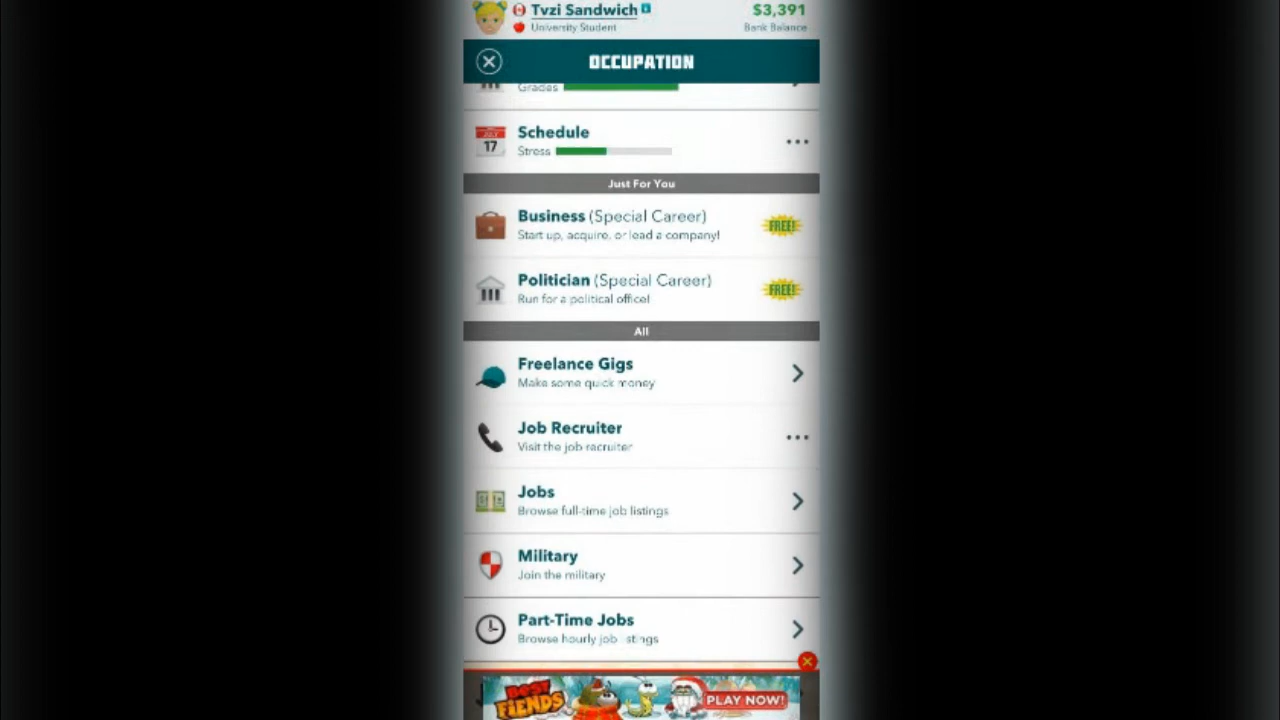 Tvzi Sandwich
$3,391
University Student
Bank Balance
OCCUPATION
Grades
Schedule
JULY
17
Stress
Just For You
Business (Special Career)
Start up, acquire, or lead a company!
FREE!
Politician (Special Career)
Run for a political office!
FREE!
All
Freelance Gigs
Make some quick money
Job Recruiter
Visit the job recruiter
Jobs
Browse full-time job listings
Military
Join the military
Part-Time Jobs
Browse hourly job listings
BEST FIENDS
PLAY NOW!